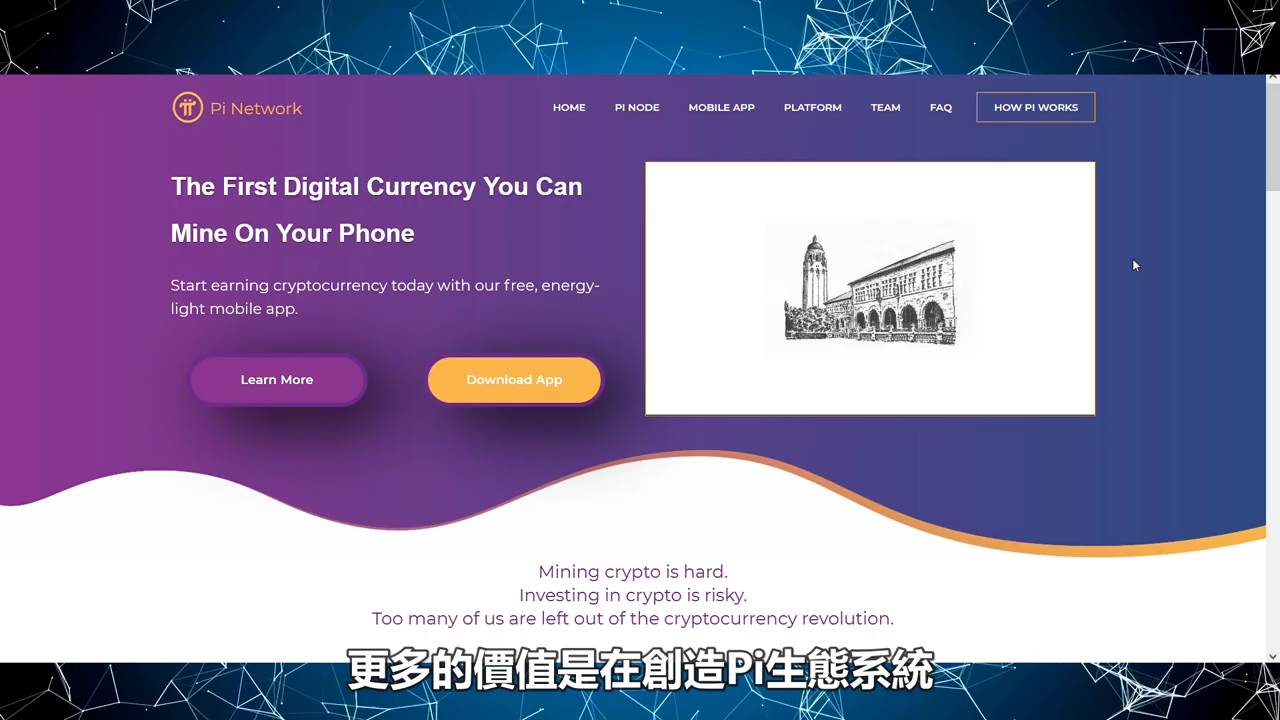 Pi Network
HOME
PI NODE
MOBILE APP
PLATFORM
TEAM
FAQ
HOW PI WORKS
The First Digital Currency You Can
Mine On Your Phone
Start earning cryptocurrency today with our free, energy-
light mobile app.
Learn More
Download App
Mining crypto is hard.
Investing in crypto is risky.
Too many of us are left out of the cryptocurrency revolution.
更多的價值是在創造Pi生態系統